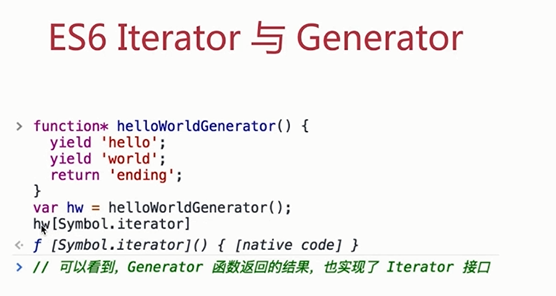 ES6 Iterator 与 Generator
> function* helloWorldGenerator() {
yield 'hello';
yield 'world';
return 'ending';
}
var hw = helloWorldGenerator();
hw[Symbol.iterator]
< ƒ [Symbol.iterator]() { [native code] }
> // 可以看到，Generator 函数返回的结果，也实现了 Iterator 接口